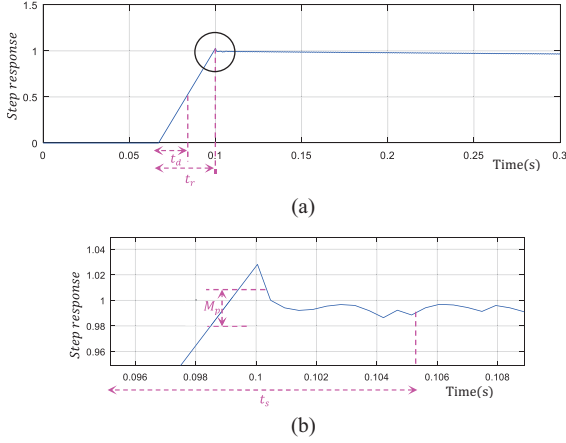 1.5
1
0.5
0
Step response
0 0.05 0.1 0.15 0.2 0.25 0.3
Time(s)
t_d
t_r
(a)
1.04
1.02
1
0.98
0.96
Step response
M_p
0.096 0.098 0.1 0.102 0.104 0.106 0.108
Time(s)
t_s
(b)